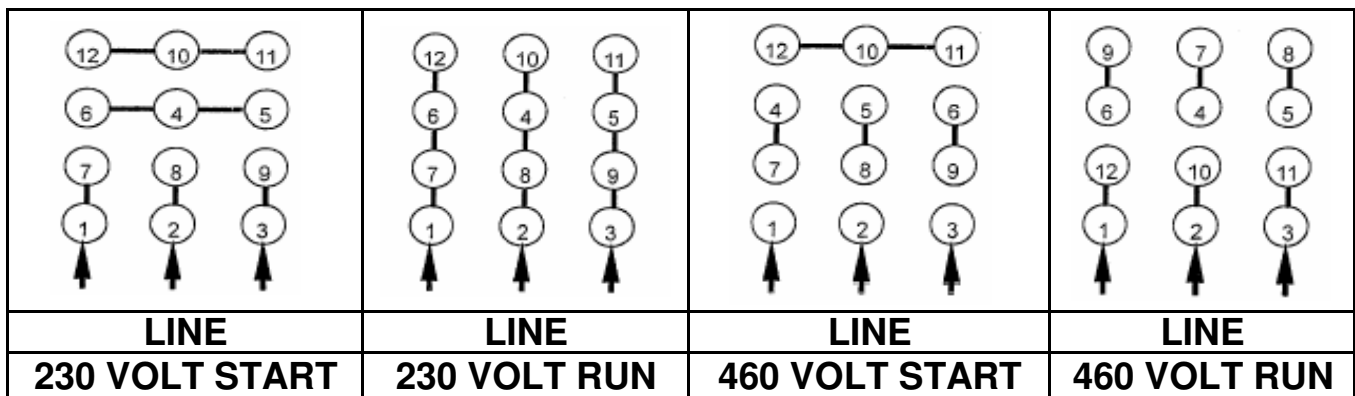 12 10 11 12 10 11 12 10 11 9 7 8
6 4 5 6 4 5 4 5 6 6 4 5
7 8 9 7 8 9 7 8 9 12 10 11
1 2 3 1 2 3 1 2 3 1 2 3
LINE LINE LINE LINE
230 VOLT START 230 VOLT RUN 460 VOLT START 460 VOLT RUN